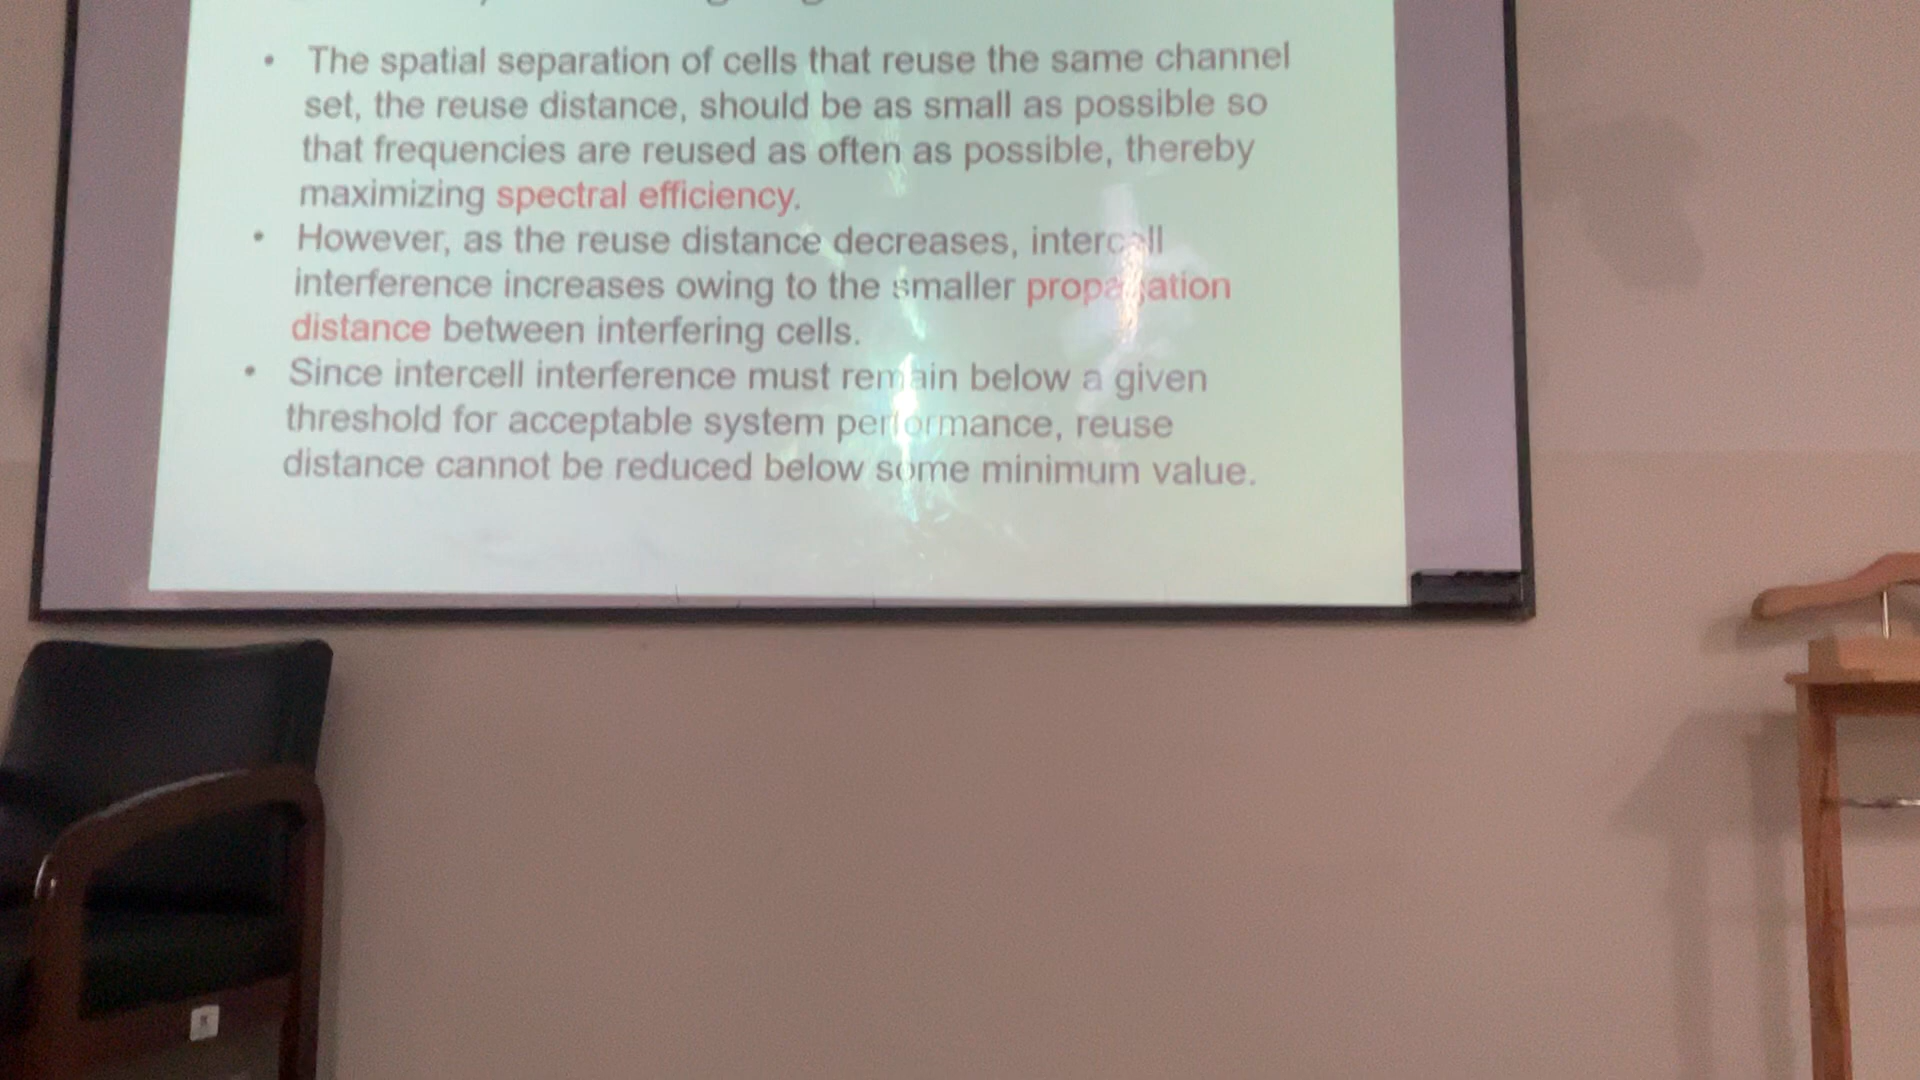 • The spatial separation of cells that reuse the same channel
set, the reuse distance, should be as small as possible so
that frequencies are reused as often as possible, thereby
maximizing spectral efficiency.
• However, as the reuse distance decreases, intercell
interference increases owing to the smaller propagation
distance between interfering cells.
• Since intercell interference must remain below a given
threshold for acceptable system performance, reuse
distance cannot be reduced below some minimum value.